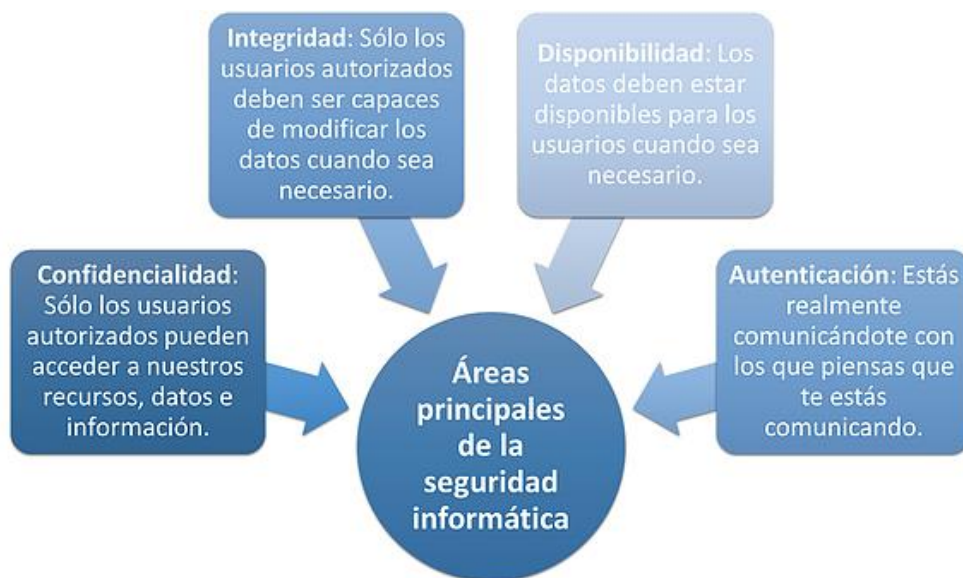 Integridad: Sólo los
usuarios autorizados
deben ser capaces
de modificar los
datos cuando sea
necesario.
Disponibilidad: Los
datos deben estar
disponibles para los
usuarios cuando sea
necesario.
Confidencialidad:
Sólo los usuarios
autorizados pueden
acceder a nuestros
recursos, datos e
información.
Autenticación: Estás
realmente
comunicándote con
los que piensas que
te estás
comunicando.
Áreas
principales
de la
seguridad
informática